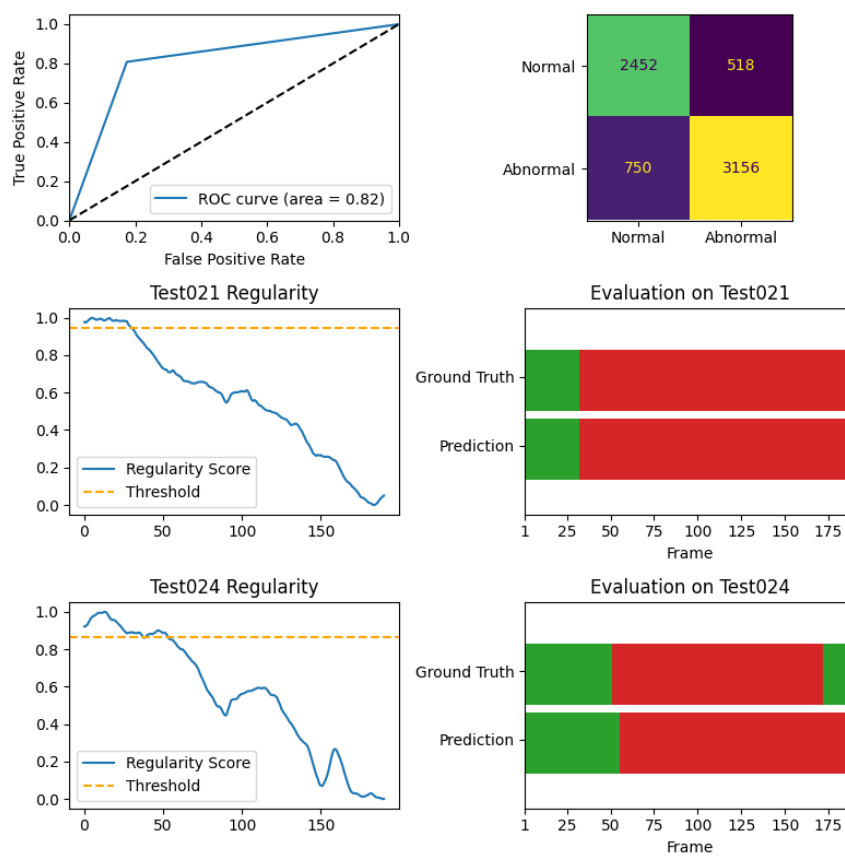 1.0
0.8
0.6
0.4
0.2
0.0
True Positive Rate
ROC curve (area = 0.82)
0.0 0.2 0.4 0.6 0.8 1.0
False Positive Rate
Normal 2452 518
Abnormal 750 3156
Normal Abnormal
Test021 Regularity
1.0
0.8
0.6
0.4
0.2
0.0
Regularity Score
Threshold
0 50 100 150
Evaluation on Test021
Ground Truth
Prediction
1 25 50 75 100 125 150 175
Frame
Test024 Regularity
1.0
0.8
0.6
0.4
0.2
0.0
Regularity Score
Threshold
0 50 100 150
Evaluation on Test024
Ground Truth
Prediction
1 25 50 75 100 125 150 175
Frame